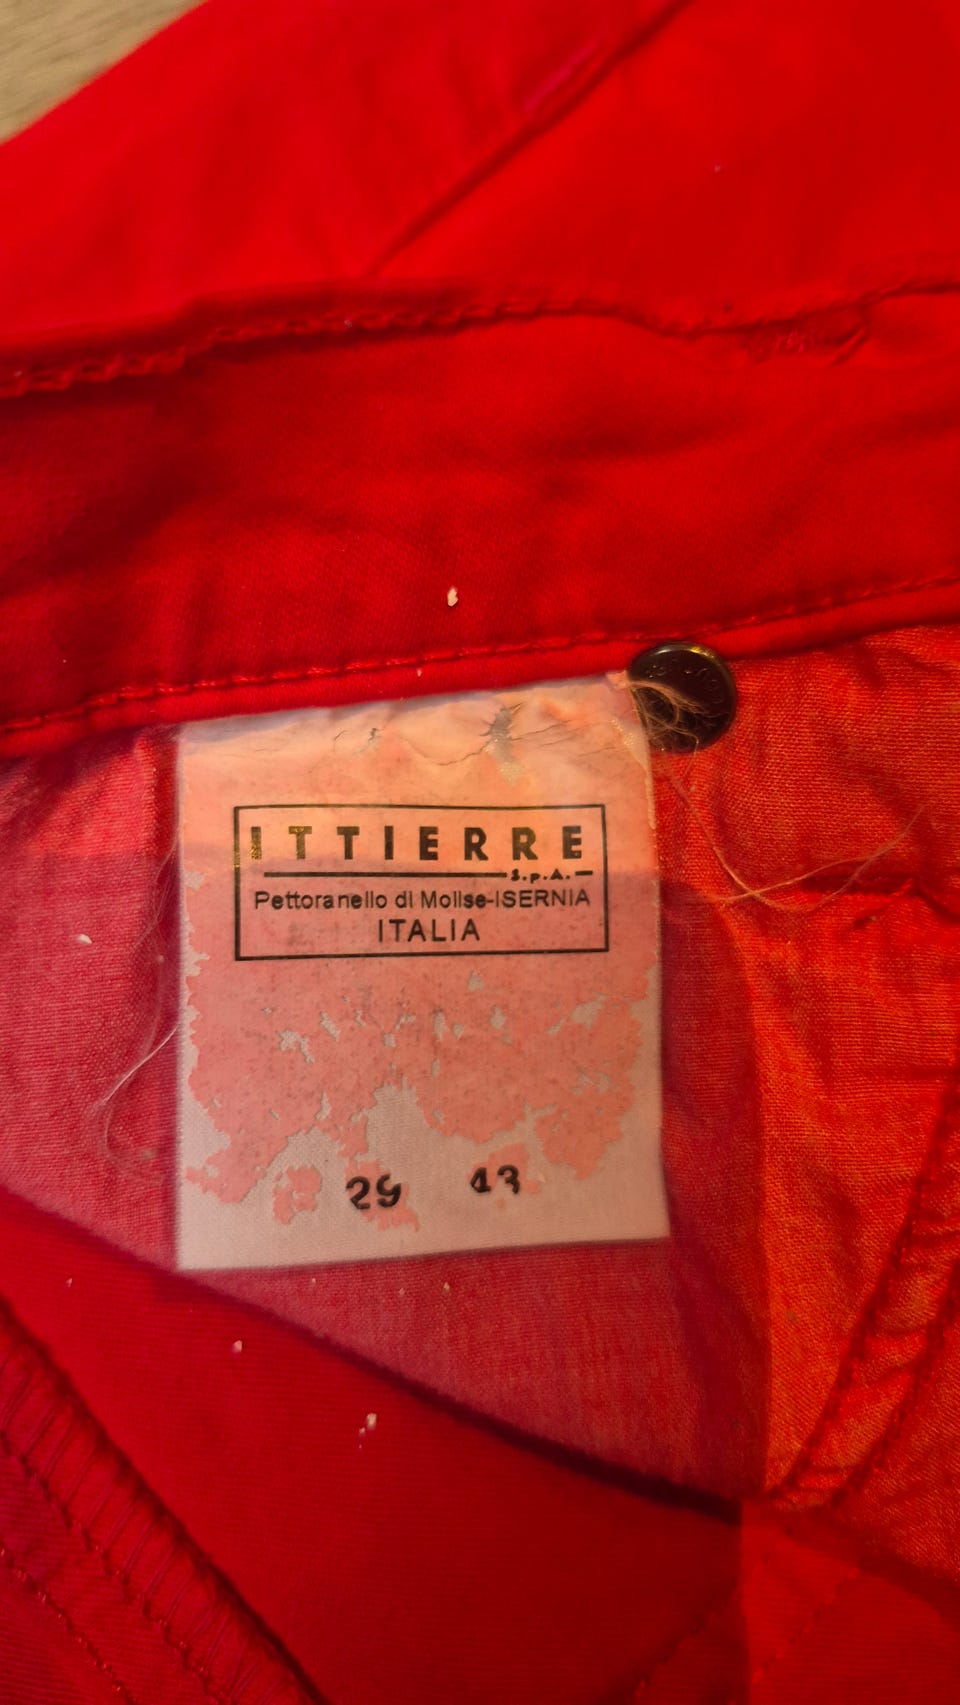 ITTIERRE
S.p.A.
Pettoranello di Molise-ISERNIA
ITALIA
29 43